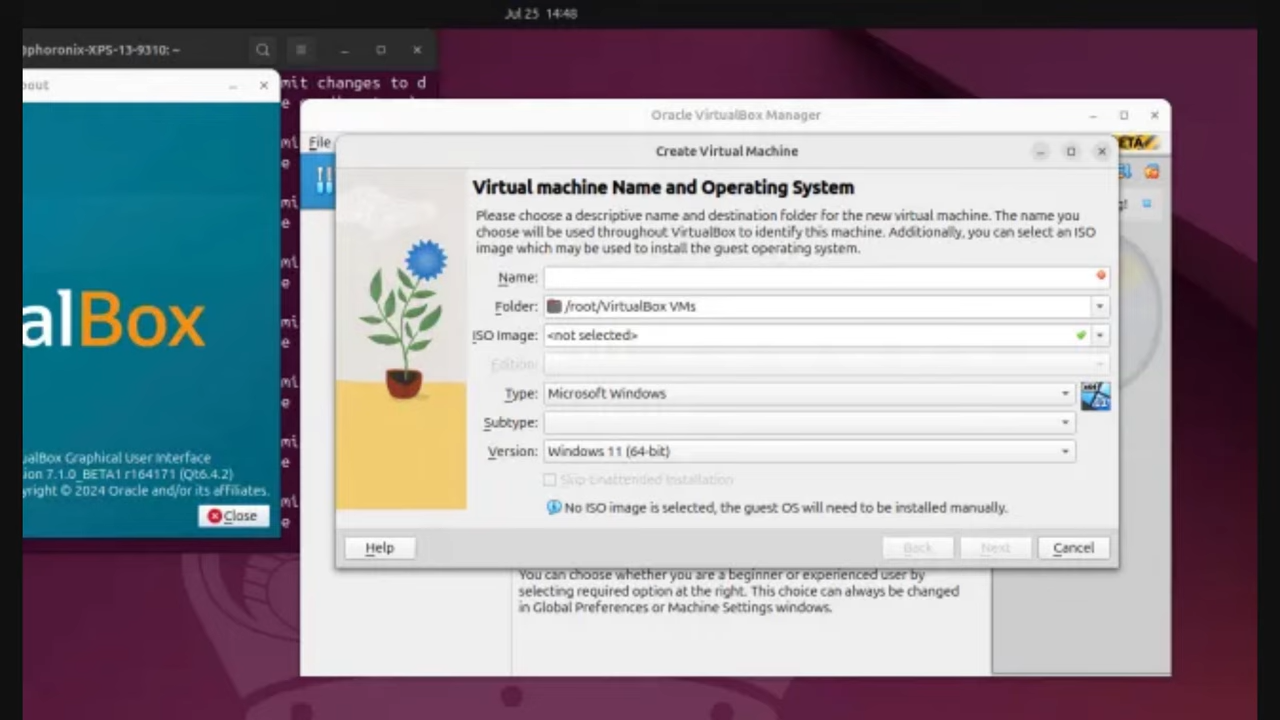 Jul 25 14:48
phoronix-XPS-13-9310: ~
mit changes to d
Oracle VirtualBox Manager
File
Create Virtual Machine
Virtual machine Name and Operating System
Please choose a descriptive name and destination folder for the new virtual machine. The name you
choose will be used throughout VirtualBox to identify this machine. Additionally, you can select an ISO
image which may be used to install the guest operating system.
Name:
Folder: /root/VirtualBox VMs
ISO Image: <not selected>
Edition:
Type: Microsoft Windows
Subtype:
Version: Windows 11 (64-bit)
Skip Unattended Installation
No ISO image is selected, the guest OS will need to be installed manually.
Help Back Next Cancel
You can choose whether you are a beginner or experienced user by
selecting required option at the right. This choice can always be changed
in Global Preferences or Machine Settings windows.
out
alBox
ualBox Graphical User Interface
ion 7.1.0_BETA1 r164171 (Qt6.4.2)
yright © 2024 Oracle and/or its affiliates.
Close